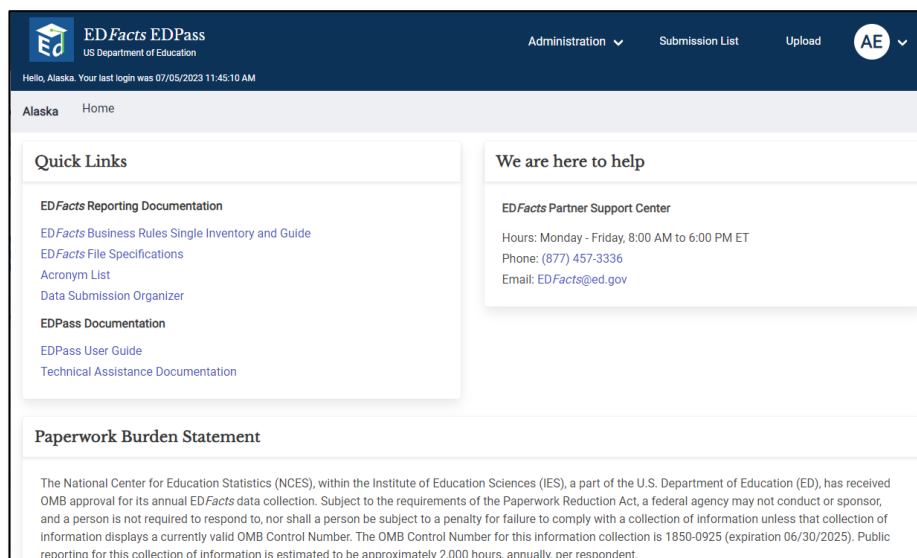 Ed
EDFacts EDPass
US Department of Education
Administration
Submission List
Upload
AE
Hello, Alaska. Your last login was 07/05/2023 11:45:10 AM
Alaska
Home
Quick Links
EDFacts Reporting Documentation
EDFacts Business Rules Single Inventory and Guide
EDFacts File Specifications
Acronym List
Data Submission Organizer
EDPass Documentation
EDPass User Guide
Technical Assistance Documentation
We are here to help
EDFacts Partner Support Center
Hours: Monday - Friday, 8:00 AM to 6:00 PM ET
Phone: (877) 457-3336
Email: EDFacts@ed.gov
Paperwork Burden Statement
The National Center for Education Statistics (NCES), within the Institute of Education Sciences (IES), a part of the U.S. Department of Education (ED), has received
OMB approval for its annual EDFacts data collection. Subject to the requirements of the Paperwork Reduction Act, a federal agency may not conduct or sponsor,
and a person is not required to respond to, nor shall a person be subject to a penalty for failure to comply with a collection of information unless that collection of
information displays a currently valid OMB Control Number. The OMB Control Number for this information collection is 1850-0925 (expiration 06/30/2025). Public
reporting for this collection of information is estimated to be approximately 2,000 hours, annually, per respondent.